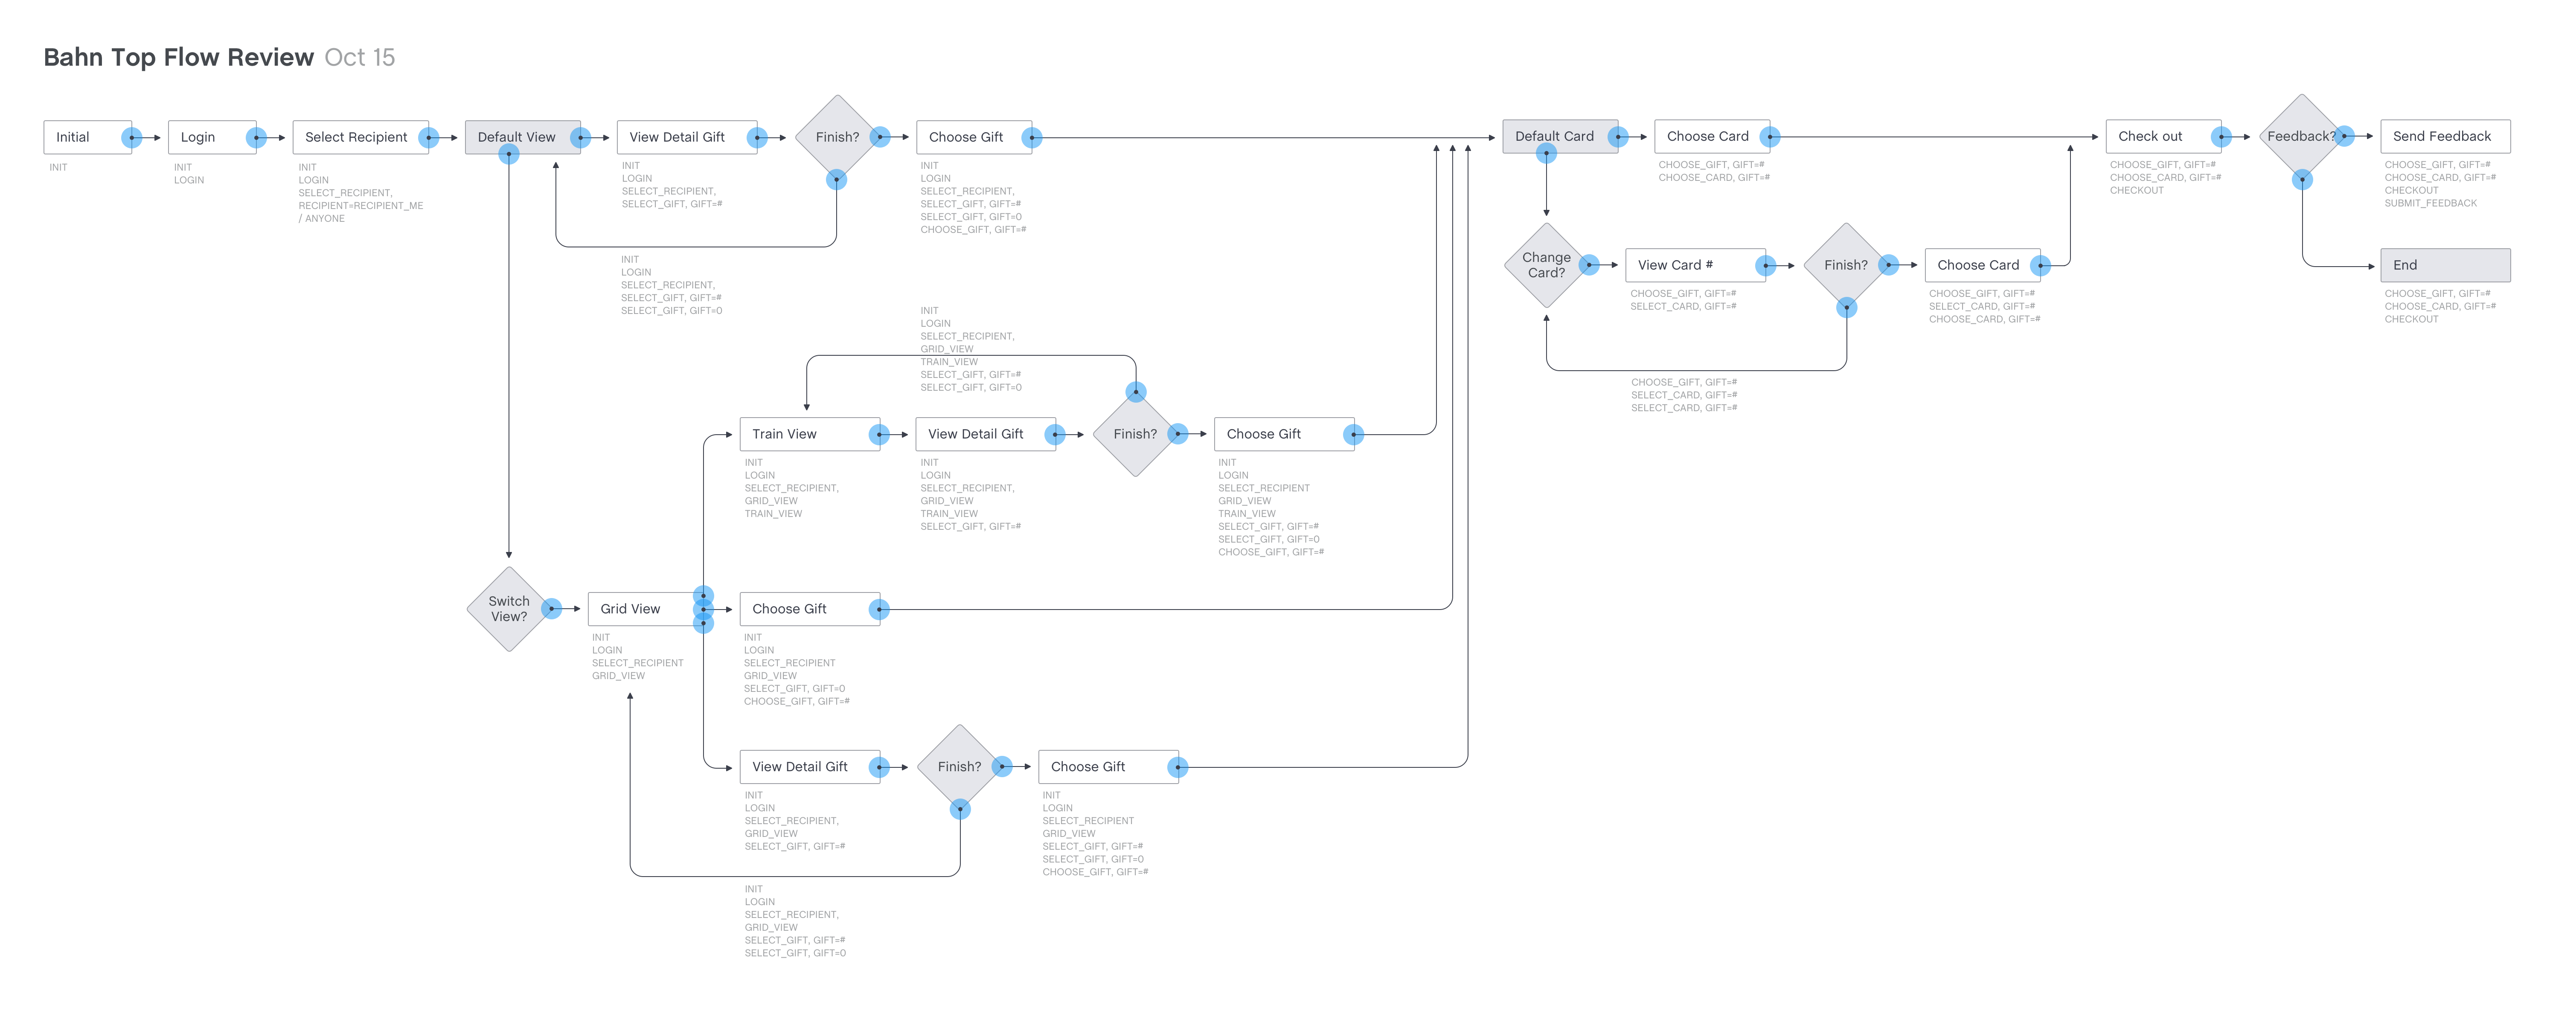 Bahn Top Flow Review Oct 15
Initial
INIT
Login
INIT
LOGIN
Select Recipient
INIT
LOGIN
SELECT_RECIPIENT,
RECIPIENT=RECIPIENT_ME
/ ANYONE
Default View
View Detail Gift
INIT
LOGIN
SELECT_RECIPIENT,
SELECT_GIFT, GIFT=#
Finish?
INIT
LOGIN
SELECT_RECIPIENT,
SELECT_GIFT, GIFT=#
SELECT_GIFT, GIFT=0
Choose Gift
INIT
LOGIN
SELECT_RECIPIENT,
SELECT_GIFT, GIFT=#
SELECT_GIFT, GIFT=0
CHOOSE_GIFT, GIFT=#
Default Card
Choose Card
CHOOSE_GIFT, GIFT=#
CHOOSE_CARD, GIFT=#
Check out
CHOOSE_GIFT, GIFT=#
CHOOSE_CARD, GIFT=#
CHECKOUT
Feedback?
Send Feedback
CHOOSE_GIFT, GIFT=#
CHOOSE_CARD, GIFT=#
CHECKOUT
SUBMIT_FEEDBACK
Change
Card?
View Card #
CHOOSE_GIFT, GIFT=#
SELECT_CARD, GIFT=#
Finish?
Choose Card
CHOOSE_GIFT, GIFT=#
SELECT_CARD, GIFT=#
CHOOSE_CARD, GIFT=#
End
CHOOSE_GIFT, GIFT=#
CHOOSE_CARD, GIFT=#
CHECKOUT
CHOOSE_GIFT, GIFT=#
SELECT_CARD, GIFT=#
SELECT_CARD, GIFT=#
INIT
LOGIN
SELECT_RECIPIENT,
GRID_VIEW
TRAIN_VIEW
SELECT_GIFT, GIFT=#
SELECT_GIFT, GIFT=0
Train View
INIT
LOGIN
SELECT_RECIPIENT,
GRID_VIEW
TRAIN_VIEW
View Detail Gift
INIT
LOGIN
SELECT_RECIPIENT,
GRID_VIEW
TRAIN_VIEW
SELECT_GIFT, GIFT=#
Finish?
Choose Gift
INIT
LOGIN
SELECT_RECIPIENT
GRID_VIEW
TRAIN_VIEW
SELECT_GIFT, GIFT=#
SELECT_GIFT, GIFT=0
CHOOSE_GIFT, GIFT=#
Switch
View?
Grid View
INIT
LOGIN
SELECT_RECIPIENT
GRID_VIEW
Choose Gift
INIT
LOGIN
SELECT_RECIPIENT
GRID_VIEW
SELECT_GIFT, GIFT=0
CHOOSE_GIFT, GIFT=#
View Detail Gift
INIT
LOGIN
SELECT_RECIPIENT,
GRID_VIEW
SELECT_GIFT, GIFT=#
Finish?
Choose Gift
INIT
LOGIN
SELECT_RECIPIENT
GRID_VIEW
SELECT_GIFT, GIFT=#
SELECT_GIFT, GIFT=0
CHOOSE_GIFT, GIFT=#
INIT
LOGIN
SELECT_RECIPIENT,
GRID_VIEW
SELECT_GIFT, GIFT=#
SELECT_GIFT, GIFT=0